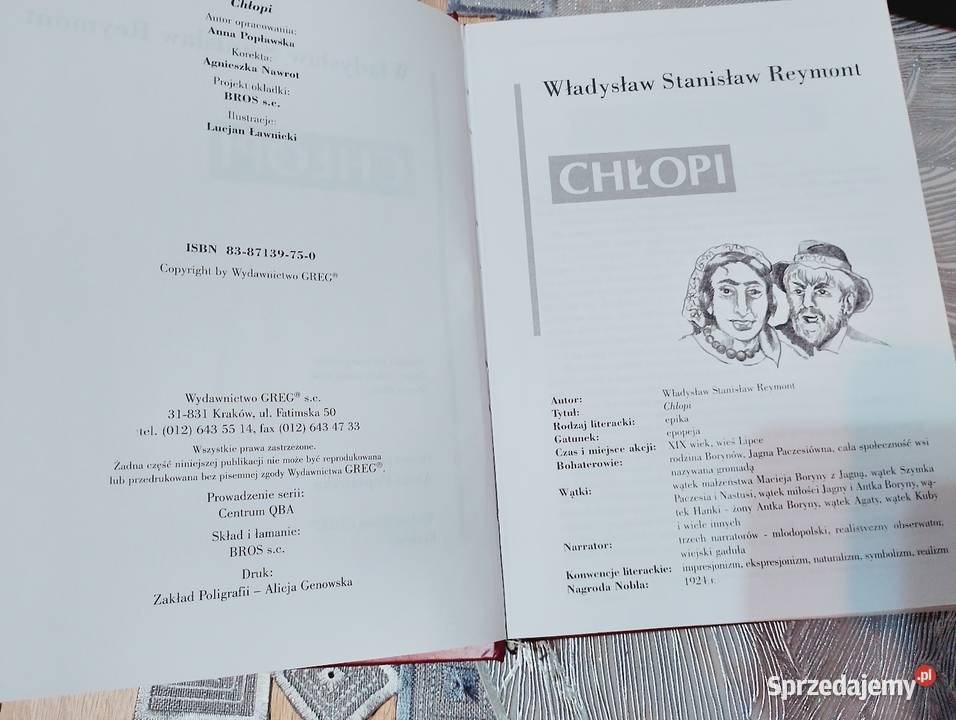 Chłopi
Autor opracowania:
Anna Popławska
Korekta:
Agnieszka Nawrot
Projekt okładki:
BROS s.c.
Ilustracje:
Lucjan Ławnicki
ISBN 83-87139-75-0
Copyright by Wydawnictwo GREG®
Wydawnictwo GREG® s.c.
31-831 Kraków, ul. Fatimska 50
tel. (012) 643 55 14, fax (012) 643 47 33
Wszystkie prawa zastrzeżone.
Żadna część niniejszej publikacji nie może być reprodukowana
lub przedrukowana bez pisemnej zgody Wydawnictwa GREG®.
Prowadzenie serii:
Centrum QBA
Skład i łamanie:
BROS s.c.
Druk:
Zakład Poligrafii – Alicja Genowska
Władysław Stanisław Reymont
CHŁOPI
Autor: Władysław Stanisław Reymont
Tytuł: Chłopi
Rodzaj literacki: epika
Gatunek: epopeja
Czas i miejsce akcji: XIX wiek, wieś Lipce
Bohaterowie: rodzina Borynów, Jagna Paczesiówna, cała społeczność wsi
nazywana gromadą
Wątki: wątek małżeństwa Macieja Boryny z Jagną, wątek Szymka
Paczesia i Nastusi, wątek miłości Jagny i Antka Boryny, wą-
tek Hanki - żony Antka Boryny, wątek Agaty, wątek Kuby
i wiele innych
Narrator: trzech narratorów - młodopolski, realistyczny obserwator,
wiejski gaduła
Konwencje literackie: impresjonizm, ekspresjonizm, naturalizm, symbolizm, realizm
Nagroda Nobla: 1924 r.
Sprzedajemy.pl